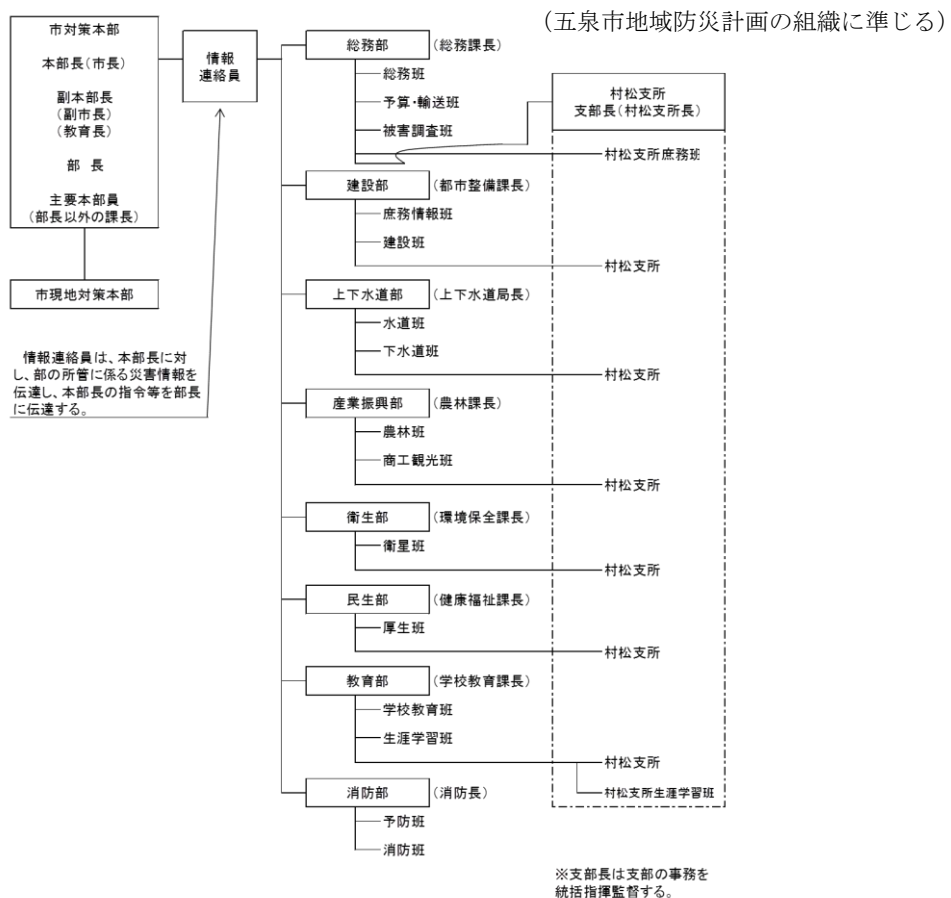 (五泉市地域防災計画の組織に準じる)
市対策本部
本部長(市長)
副本部長
(副市長)
(教育長)
部 長
主要本部員
(部長以外の課長)
市現地対策本部
情報
連絡員
情報連絡員は、本部長に対
し、部の所管に係る災害情報を
伝達し、本部長の指令等を部長
に伝達する。
総務部 (総務課長)
総務班
予算・輸送班
被害調査班
村松支所
支部長(村松支所長)
村松支所庶務班
建設部 (都市整備課長)
庶務情報班
建設班
村松支所
上下水道部 (上下水道局長)
水道班
下水道班
村松支所
産業振興部 (農林課長)
農林班
商工観光班
村松支所
衛生部 (環境保全課長)
衛星班
村松支所
民生部 (健康福祉課長)
厚生班
村松支所
教育部 (学校教育課長)
学校教育班
生涯学習班
村松支所
村松支所生涯学習班
消防部 (消防長)
予防班
消防班
※支部長は支部の事務を
統括指揮監督する。